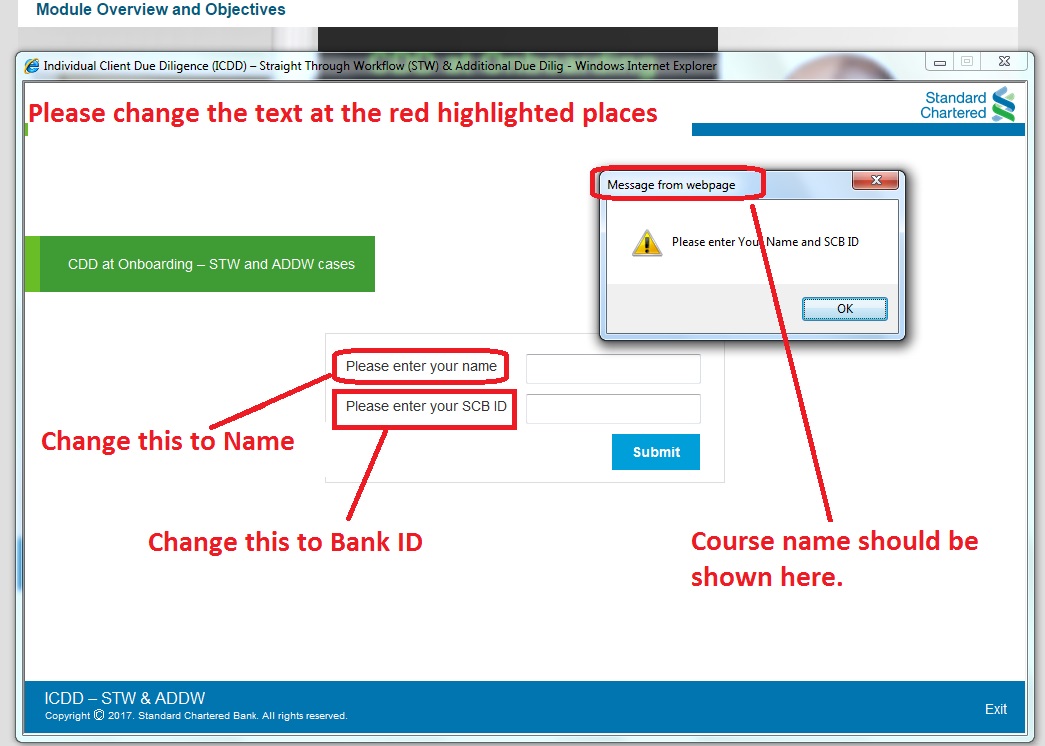 Module Overview and Objectives
Individual Client Due Diligence (ICDD) – Straight Through Workflow (STW) & Additional Due Dilig - Windows Internet Explorer
Please change the text at the red highlighted places
Standard
Chartered
Message from webpage
Please enter Your Name and SCB ID
OK
CDD at Onboarding – STW and ADDW cases
Please enter your name
Please enter your SCB ID
Submit
Change this to Name
Change this to Bank ID
Course name should be
shown here.
ICDD – STW & ADDW
Copyright © 2017. Standard Chartered Bank. All rights reserved.
Exit